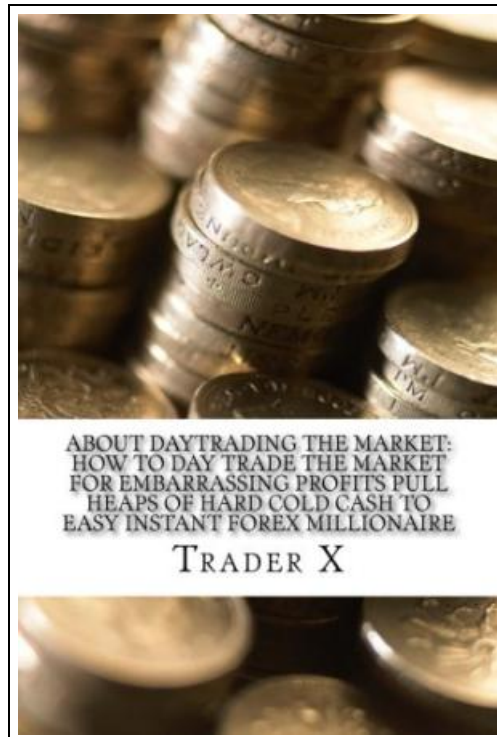 ABOUT DAYTRADING THE MARKET:
HOW TO DAY TRADE THE MARKET
FOR EMBARRASSING PROFITS PULL
HEAPS OF HARD COLD CASH TO
EASY INSTANT FOREX MILLIONAIRE
TRADER X